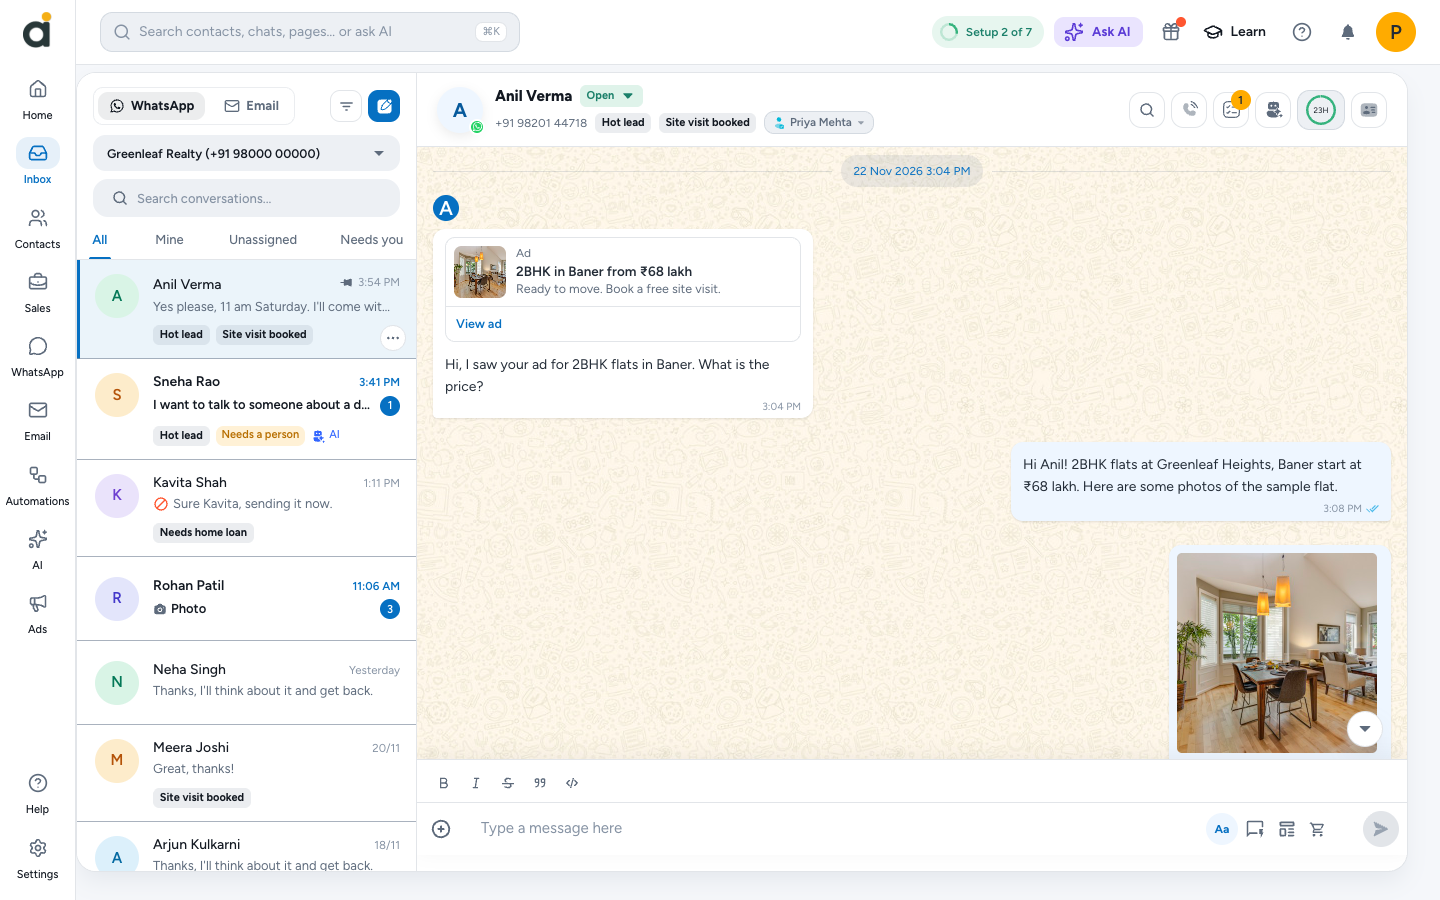 Search contacts, chats, pages... or ask AI
⌘K
Setup 2 of 7
Ask AI
Learn
P
Home
Inbox
Contacts
Sales
WhatsApp
Email
Automations
AI
Ads
Help
Settings
WhatsApp
Email
Greenleaf Realty (+91 98000 00000)
Search conversations...
All
Mine
Unassigned
Needs you
A
Anil Verma
3:54 PM
Yes please, 11 am Saturday. I'll come wit...
Hot lead
Site visit booked
S
Sneha Rao
3:41 PM
I want to talk to someone about a d...
1
Hot lead
Needs a person
AI
K
Kavita Shah
1:11 PM
Sure Kavita, sending it now.
Needs home loan
R
Rohan Patil
11:06 AM
Photo
3
N
Neha Singh
Yesterday
Thanks, I'll think about it and get back.
M
Meera Joshi
20/11
Great, thanks!
Site visit booked
A
Arjun Kulkarni
18/11
Thanks, I'll think about it and get back.
A
Anil Verma
Open
+91 98201 44718
Hot lead
Site visit booked
Priya Mehta
1
23H
22 Nov 2026 3:04 PM
A
Ad
2BHK in Baner from ₹68 lakh
Ready to move. Book a free site visit.
View ad
Hi, I saw your ad for 2BHK flats in Baner. What is the
price?
3:04 PM
Hi Anil! 2BHK flats at Greenleaf Heights, Baner start at
₹68 lakh. Here are some photos of the sample flat.
3:08 PM
B
I
S
Type a message here
Aa